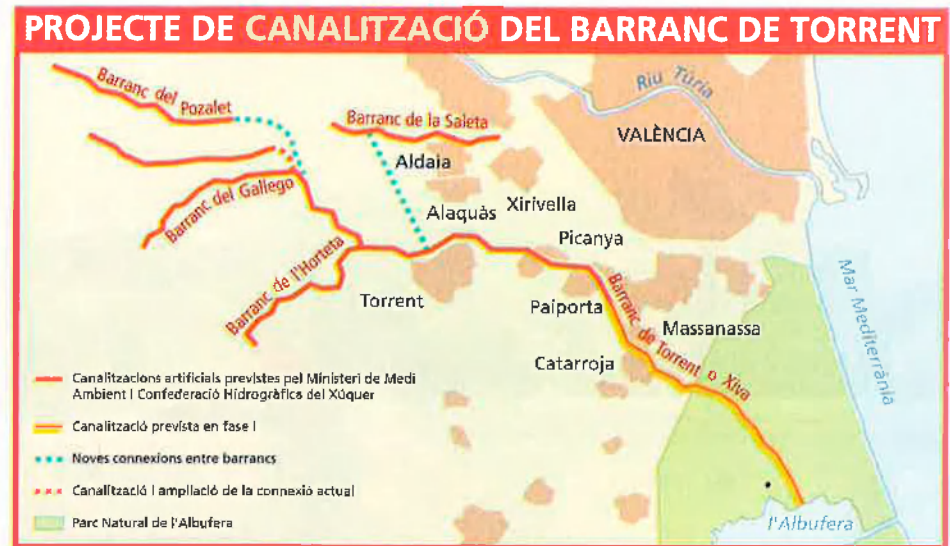 PROJECTE DE CANALITZACIÓ DEL BARRANC DE TORRENT
Barranc del
Pozalet
Barranc de la Saleta
Riu Túria
VALÈNCIA
Aldaia
Barranc del Gallego
Alaquàs
Xirivella
Picanya
Barranc de l'Horteta
Torrent
Paiporta
Barranc de Torrent o Xiva
Massanassa
Catarroja
Mar Mediterrània
Canalitzacions artificials previstes pel Ministeri de Medi
Ambient i Confederació Hidrogràfica del Xúquer
Canalització prevista en fase I
Noves connexions entre barrancs
Canalització i ampliació de la connexió actual
Parc Natural de l'Albufera
l'Albufera